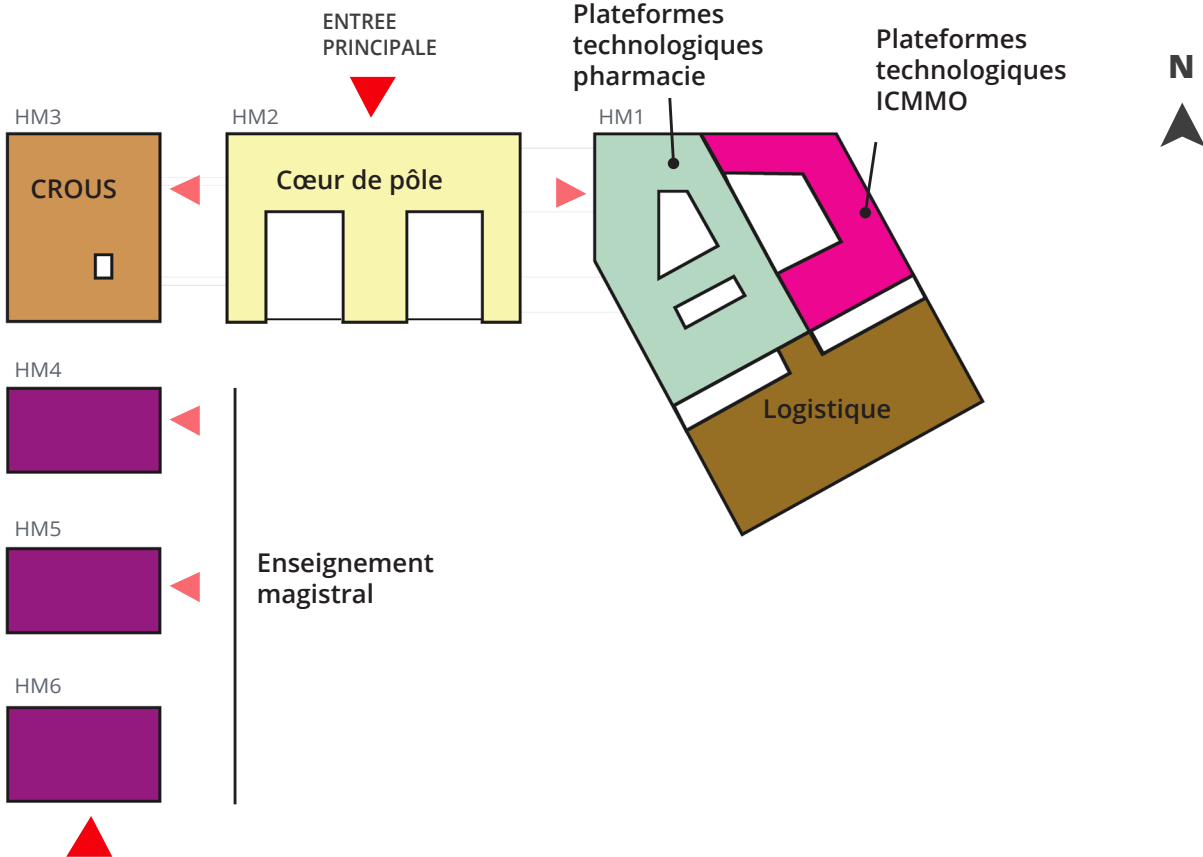 ENTREE
PRINCIPALE
Plateformes
technologiques
pharmacie
Plateformes
technologiques
ICMMO
N
HM3
HM2
HM1
CROUS
Cœur de pôle
HM4
Logistique
HM5
Enseignement
magistral
HM6